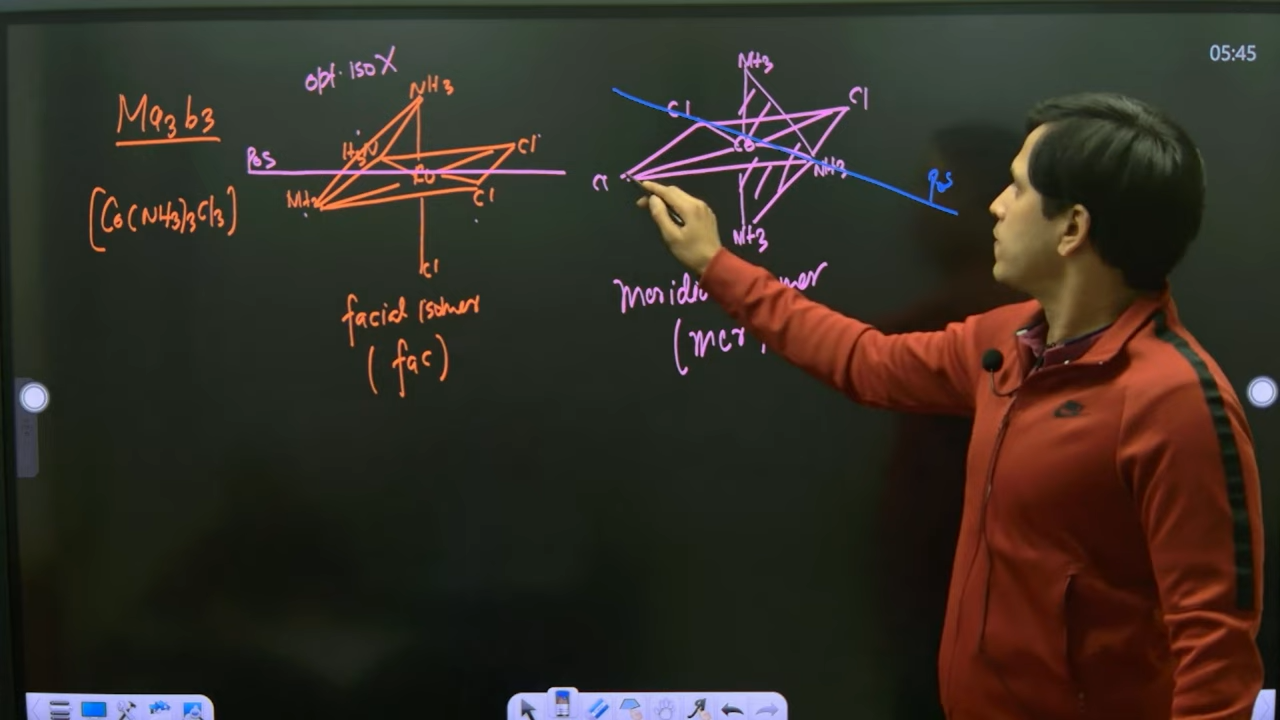 05:45
Ma3b3
[Co(NH3)3Cl3]
opt. iso X
NH3
H3N
Cl
POS
Co
NH3
Cl
Cl
facial isomer
(fac)
NH3
Cl
Cl
Co
NH3
Cl
POS
NH3
(mer